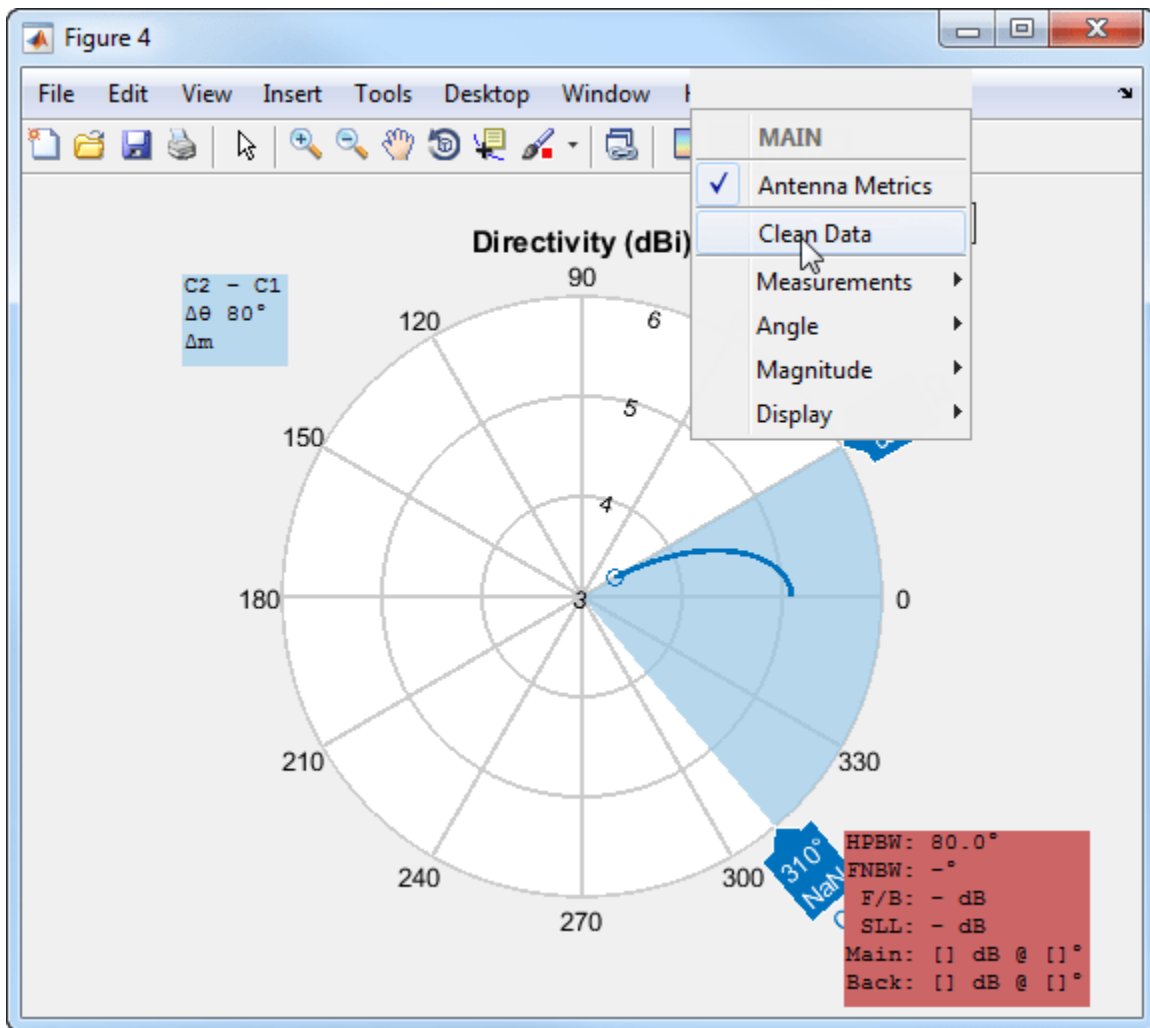 Figure 4
File Edit View Insert Tools Desktop Window
MAIN
Antenna Metrics
Clean Data
Measurements
Angle
Magnitude
Display
Directivity (dBi)
C2 - C1
Δθ 80°
Δm
90
120
6
5
150
4
180
3
0
210
330
240
300
270
310°
NaN
HPBW: 80.0°
FNBW: -°
F/B: - dB
SLL: - dB
Main: [] dB @ []°
Back: [] dB @ []°